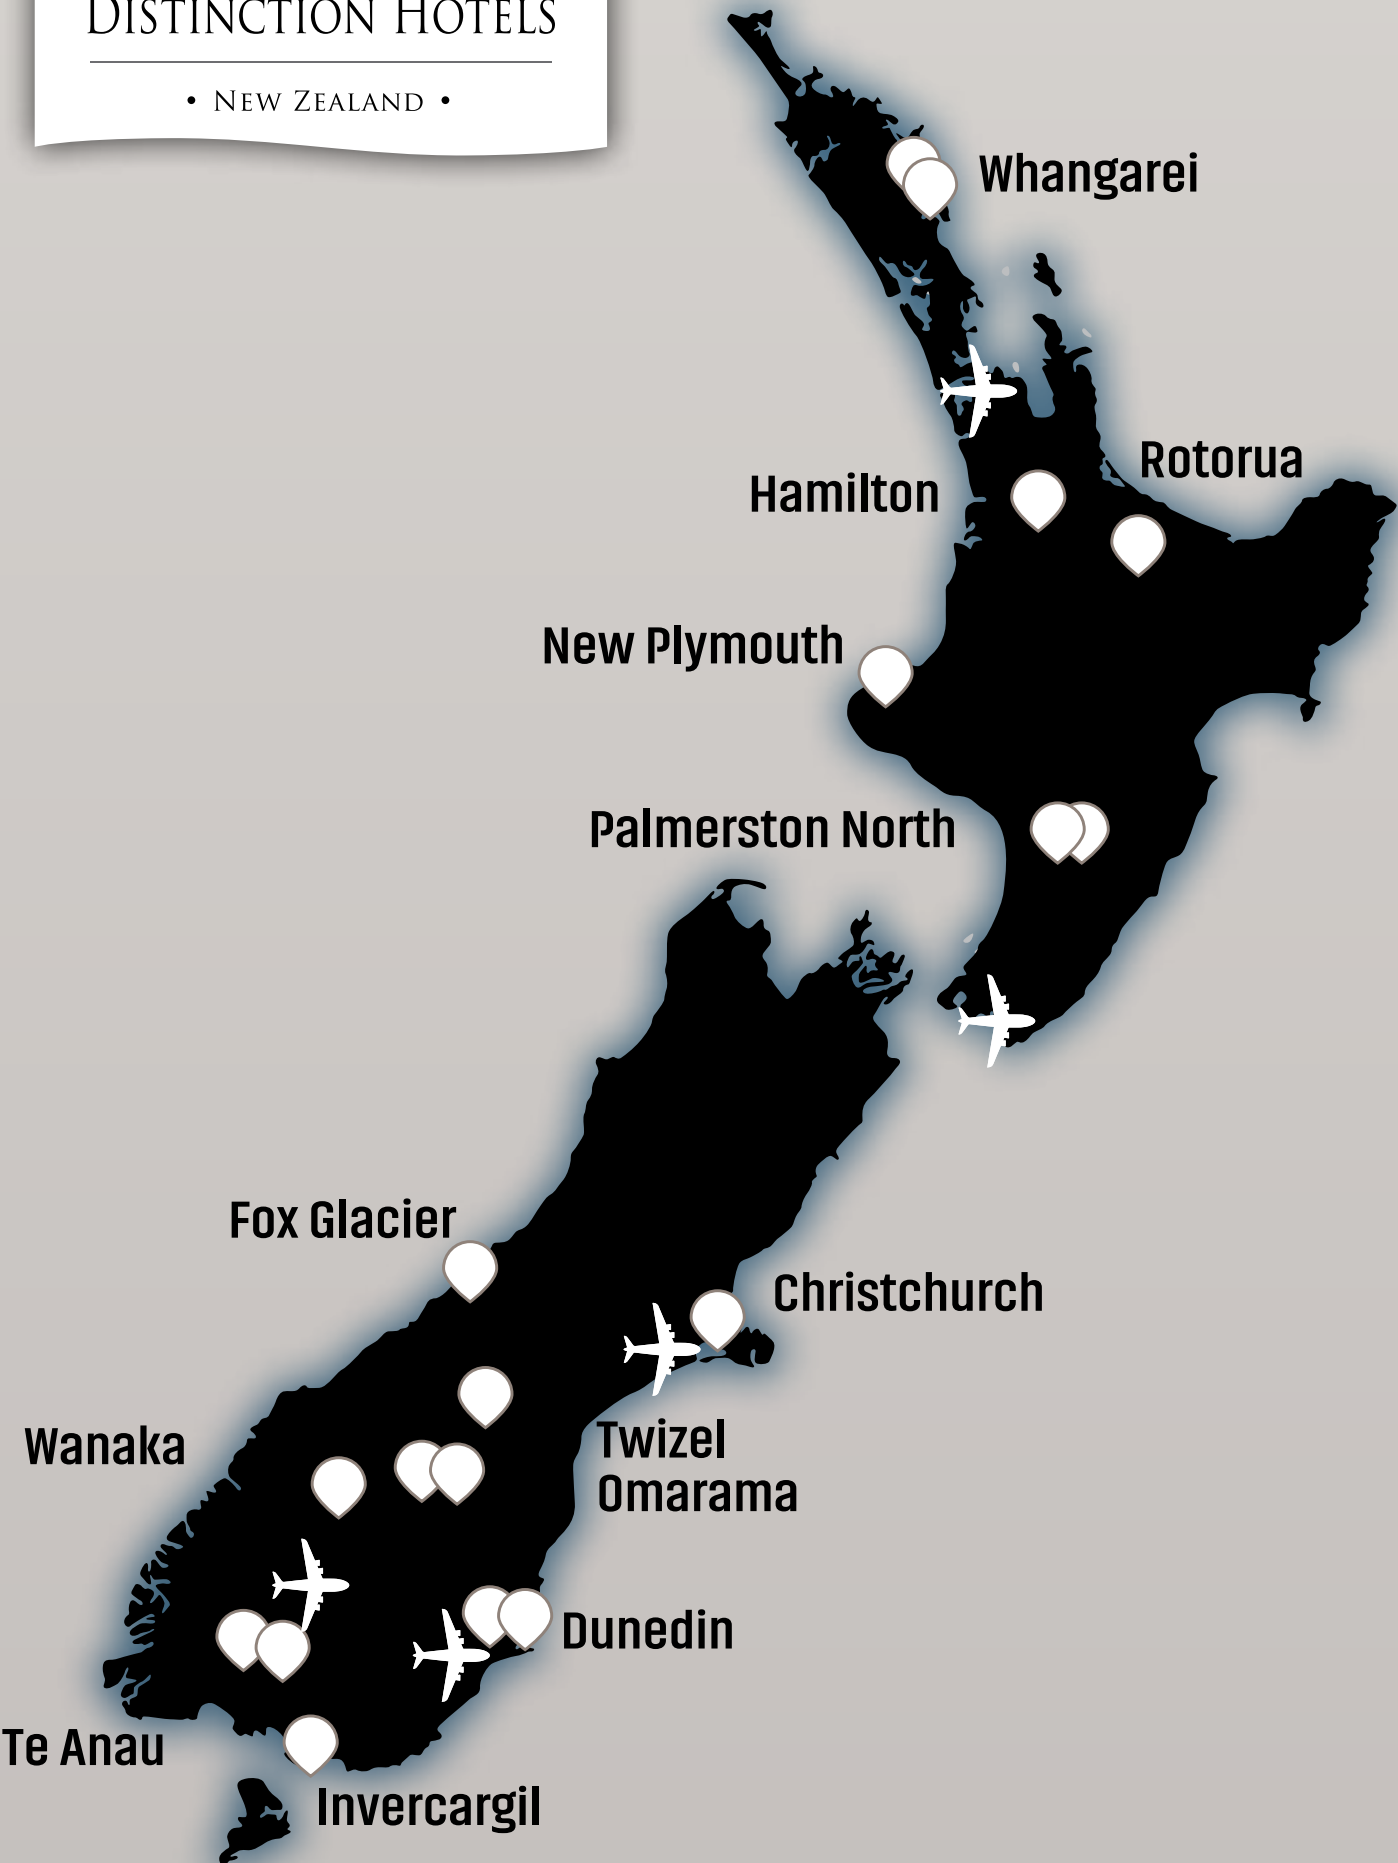 DISTINCTION HOTELS
• NEW ZEALAND •
Whangarei
Rotorua
Hamilton
New Plymouth
Palmerston North
Fox Glacier
Christchurch
Wanaka
Twizel
Omarama
Dunedin
Te Anau
Invercargil